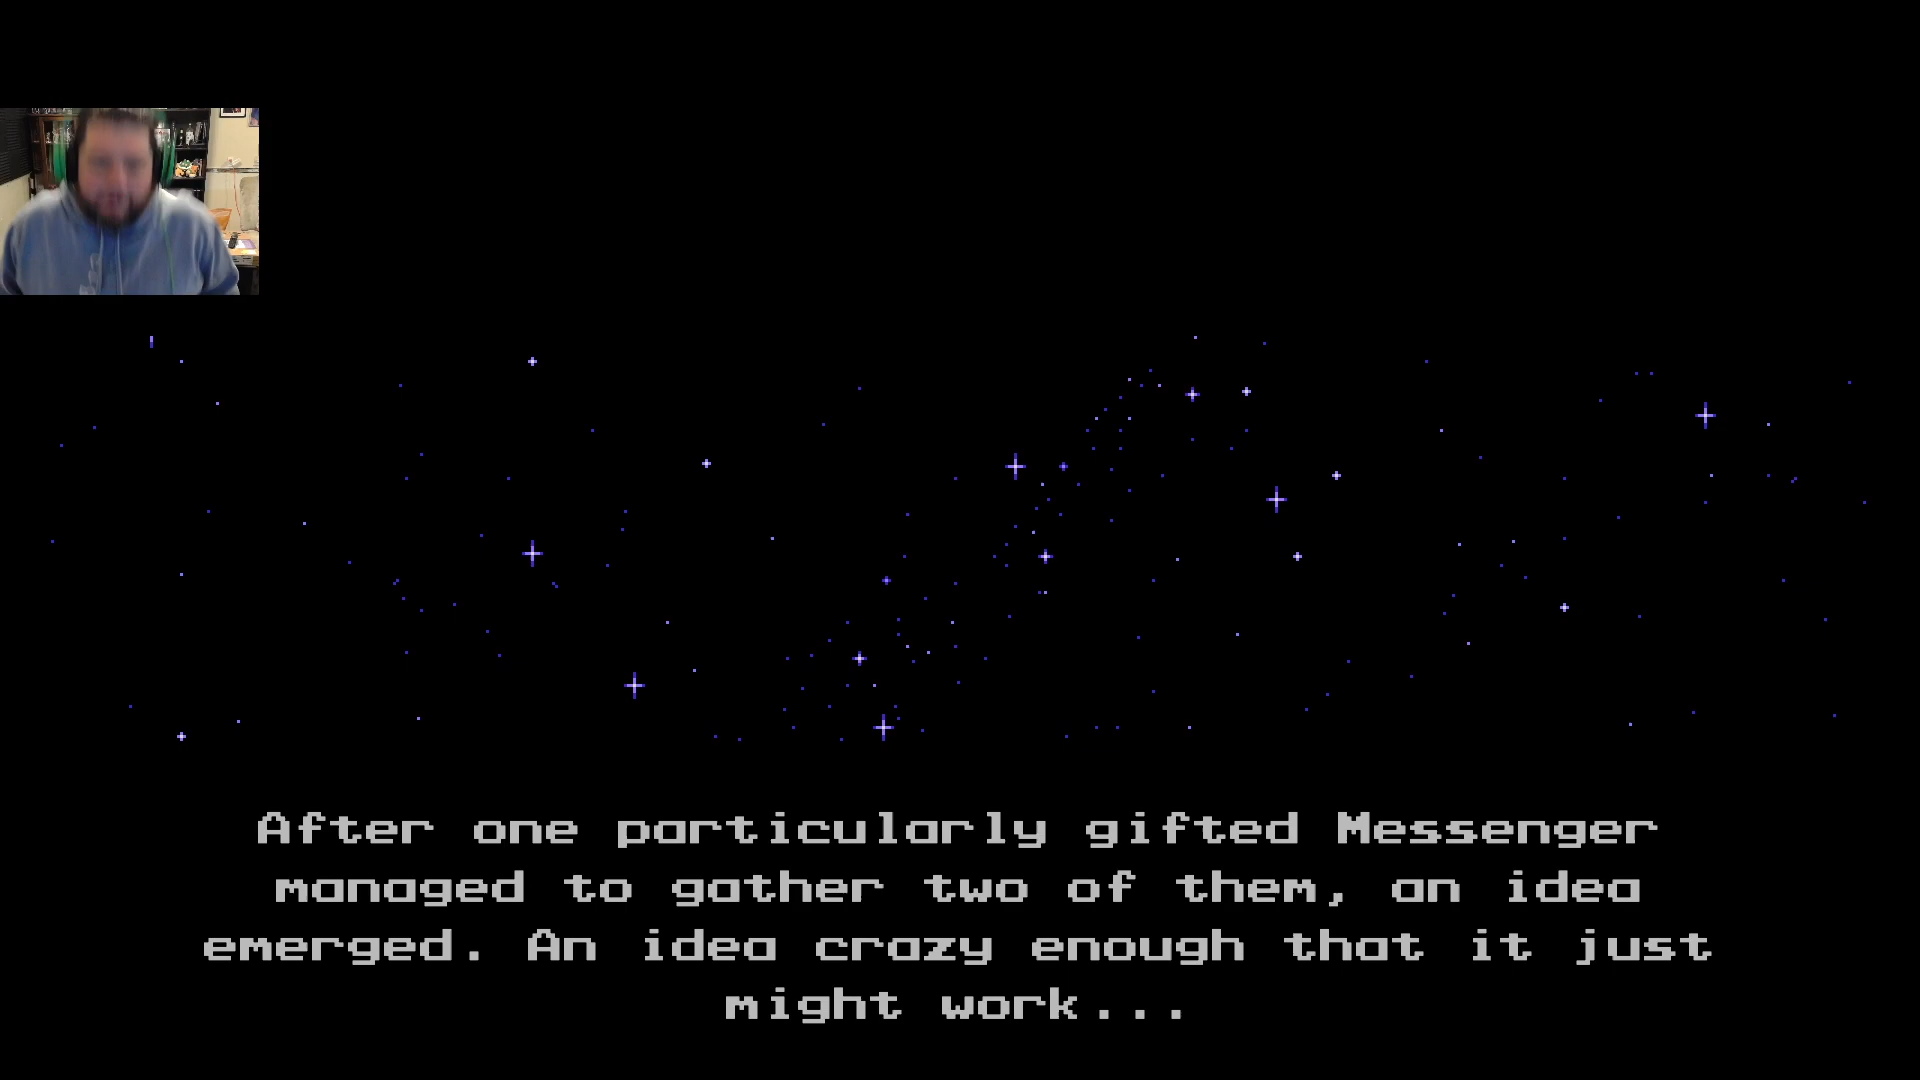 After one particularly gifted Messenger
managed to gather two of them, an idea
emerged. An idea crazy enough that it just
might work...